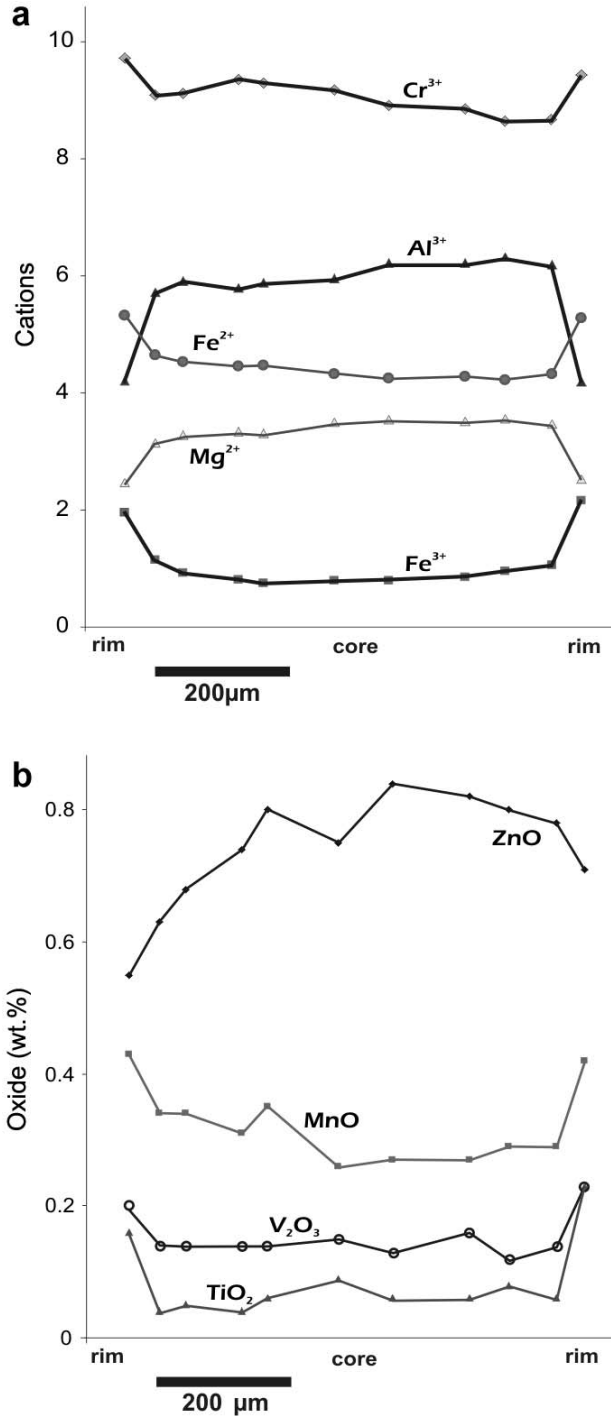 a
10
Cr³⁺
8
Al³⁺
6
Cations
Fe²⁺
4
Mg²⁺
2
Fe³⁺
0
rim core rim
200µm
b
0.8
ZnO
0.6
Oxide (wt.%)
0.4
MnO
0.2
V₂O₃
TiO₂
0
rim core rim
200 µm